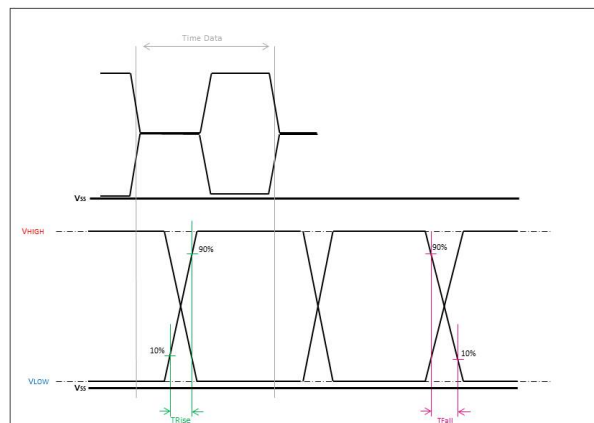 Time Data
Vss
VHIGH
90%
90%
10%
10%
VLOW
Vss
TRise
TFall